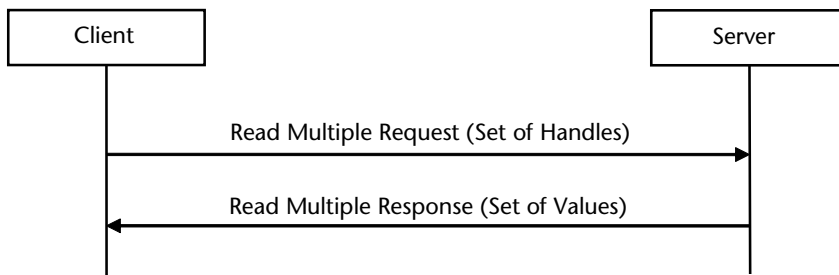 Client
Server
Read Multiple Request (Set of Handles)
Read Multiple Response (Set of Values)